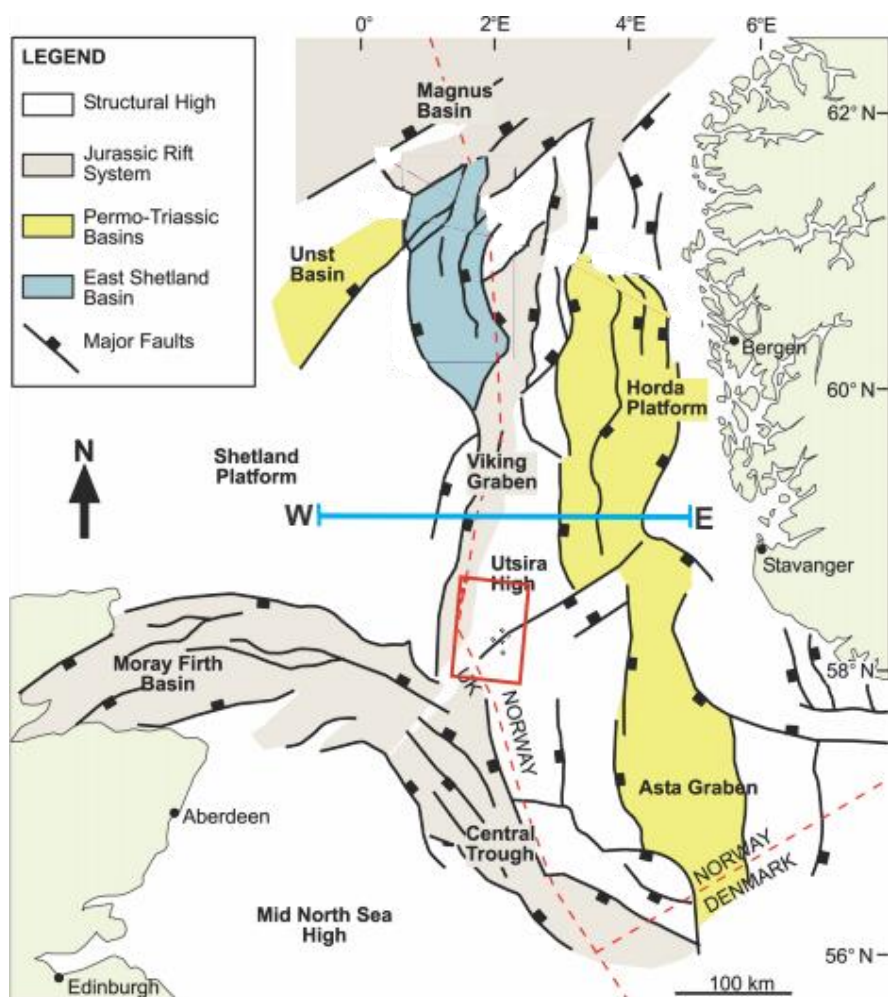 0°
2°E
4°E
6°E
LEGEND
Structural High
Jurassic Rift
System
Permo-Triassic
Basins
East Shetland
Basin
Major Faults
Magnus
Basin
62° N
Unst
Basin
Bergen
60° N
Horda
Platform
N
Shetland
Platform
Viking
Graben
W
E
Utsira
High
Stavanger
Moray Firth
Basin
58° N
UK
NORWAY
Asta Graben
Aberdeen
Central
Trough
NORWAY
DENMARK
Mid North Sea
High
56° N
Edinburgh
100 km